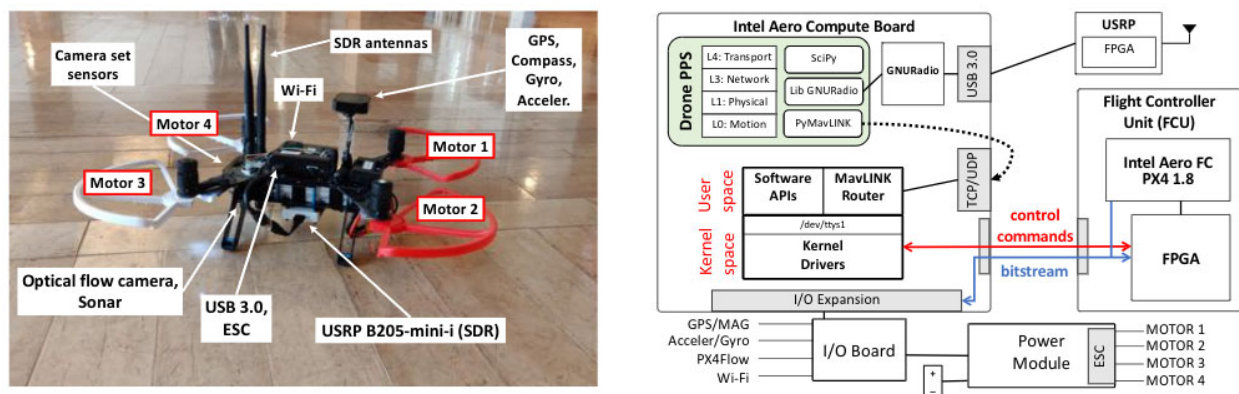 Camera set
sensors
SDR antennas
GPS,
Compass,
Gyro,
Acceler.
Wi-Fi
Motor 4
Motor 1
Motor 3
Motor 2
Optical flow camera,
Sonar
USB 3.0,
ESC
USRP B205-mini-i (SDR)
Intel Aero Compute Board
Drone PPS
L4: Transport
L3: Network
L1: Physical
L0: Motion
SciPy
Lib GNURadio
PyMavLINK
GNURadio
USB 3.0
USRP
FPGA
Flight Controller
Unit (FCU)
Intel Aero FC
PX4 1.8
FPGA
TCP/UDP
User
space
Software
APIs
MavLINK
Router
/dev/ttys1
Kernel
space
Kernel
Drivers
control
commands
bitstream
I/O Expansion
GPS/MAG
Acceler/Gyro
PX4Flow
Wi-Fi
I/O Board
+
−
Power
Module
ESC
MOTOR 1
MOTOR 2
MOTOR 3
MOTOR 4